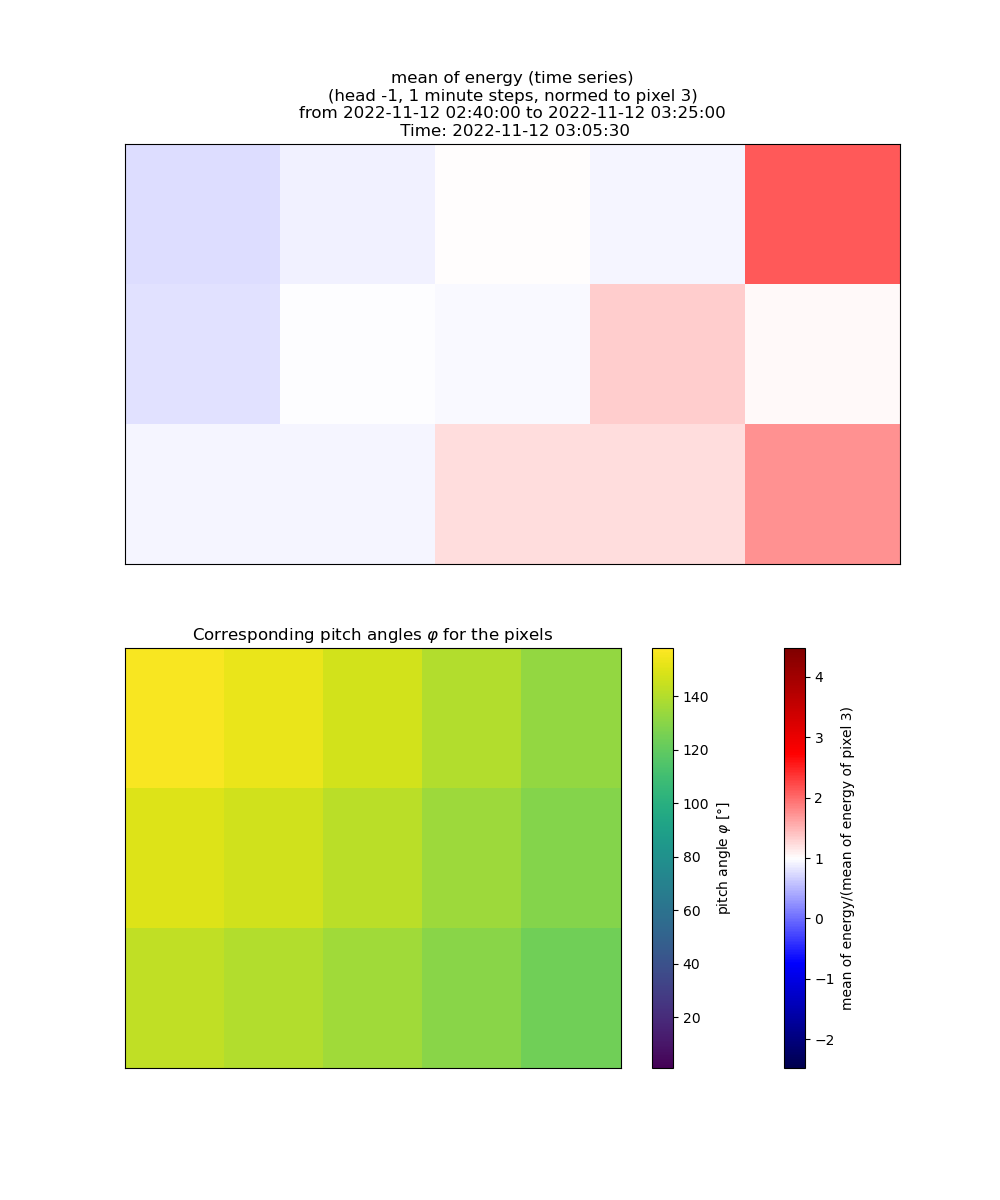 mean of energy (time series)
(head -1, 1 minute steps, normed to pixel 3)
from 2022-11-12 02:40:00 to 2022-11-12 03:25:00
Time: 2022-11-12 03:05:30
Corresponding pitch angles φ for the pixels
140
120
100
80
60
40
20
pitch angle φ [°]
4
3
2
1
0
−1
−2
mean of energy/(mean of energy of pixel 3)